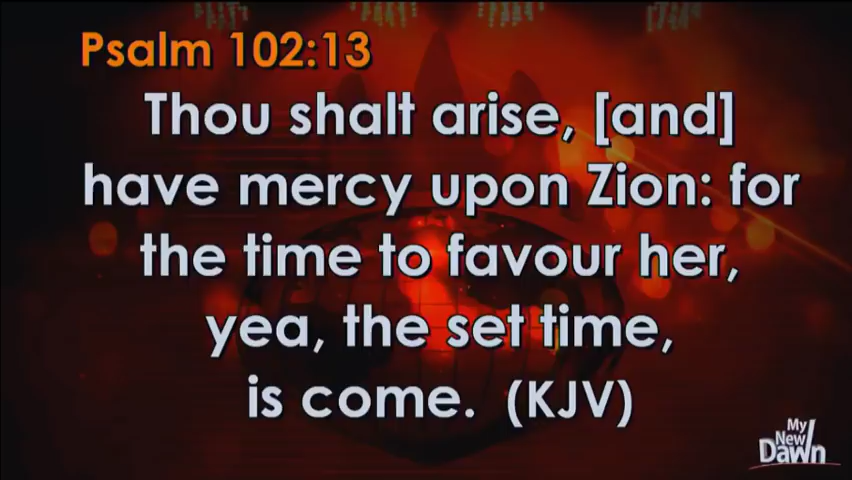 Psalm 102:13
Thou shalt arise, [and]
have mercy upon Zion: for
the time to favour her,
yea, the set time,
is come. (KJV)
My
New
Dawn